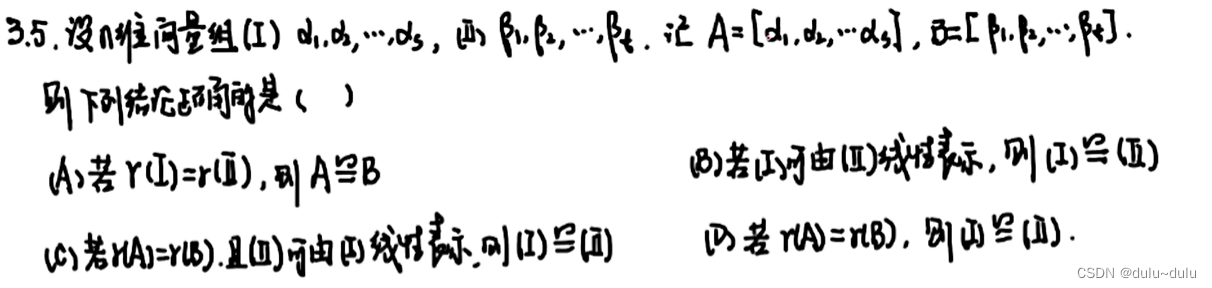 3.5. 设n维向量组(I) α₁,α₂,⋯,αs, (Ⅱ) β₁,β₂,⋯,βt. 记 A=[α₁,α₂,⋯αs], B=[β₁,β₂,⋯,βt].
则下列结论正确的是( )
(A)若 r(Ⅰ)=r(Ⅱ), 则 A≌B (B)若(Ⅰ)可由(Ⅱ)线性表示, 则(Ⅰ)≌(Ⅱ)
(C)若r(A)=r(B).且(Ⅱ)可由(Ⅰ)线性表示,则(Ⅰ)≌(Ⅱ) (D)若 r(A)=r(B), 则(Ⅰ)≌(Ⅱ).
CSDN @dulu~dulu